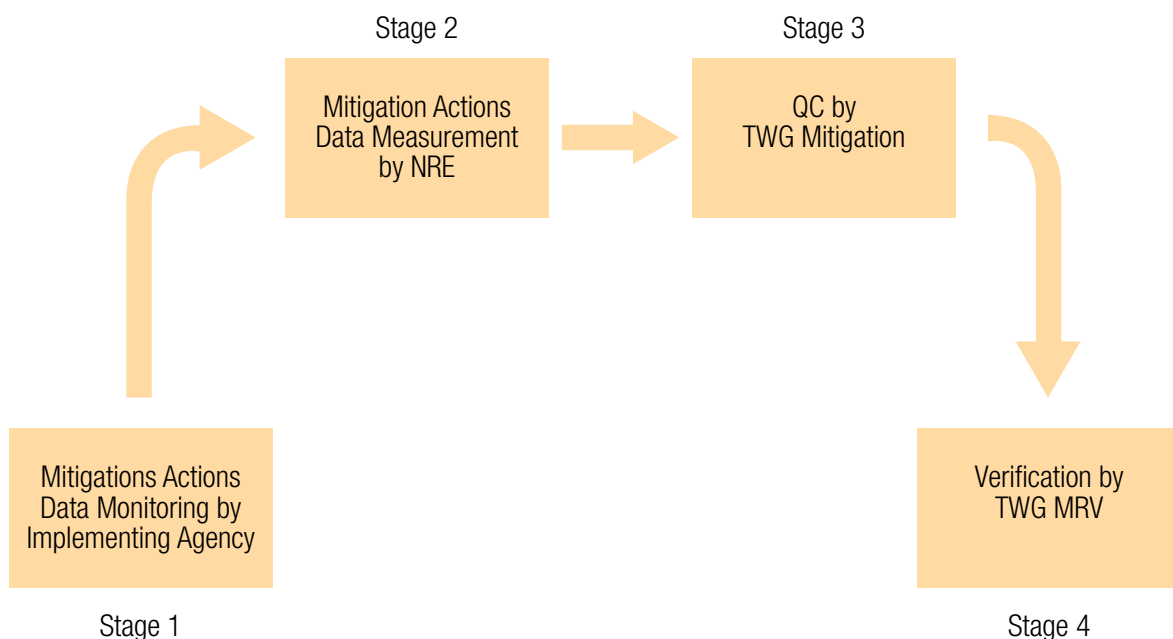 Stage 2
Mitigation Actions
Data Measurement
by NRE
Stage 3
QC by
TWG Mitigation
Mitigations Actions
Data Monitoring by
Implementing Agency
Stage 1
Verification by
TWG MRV
Stage 4